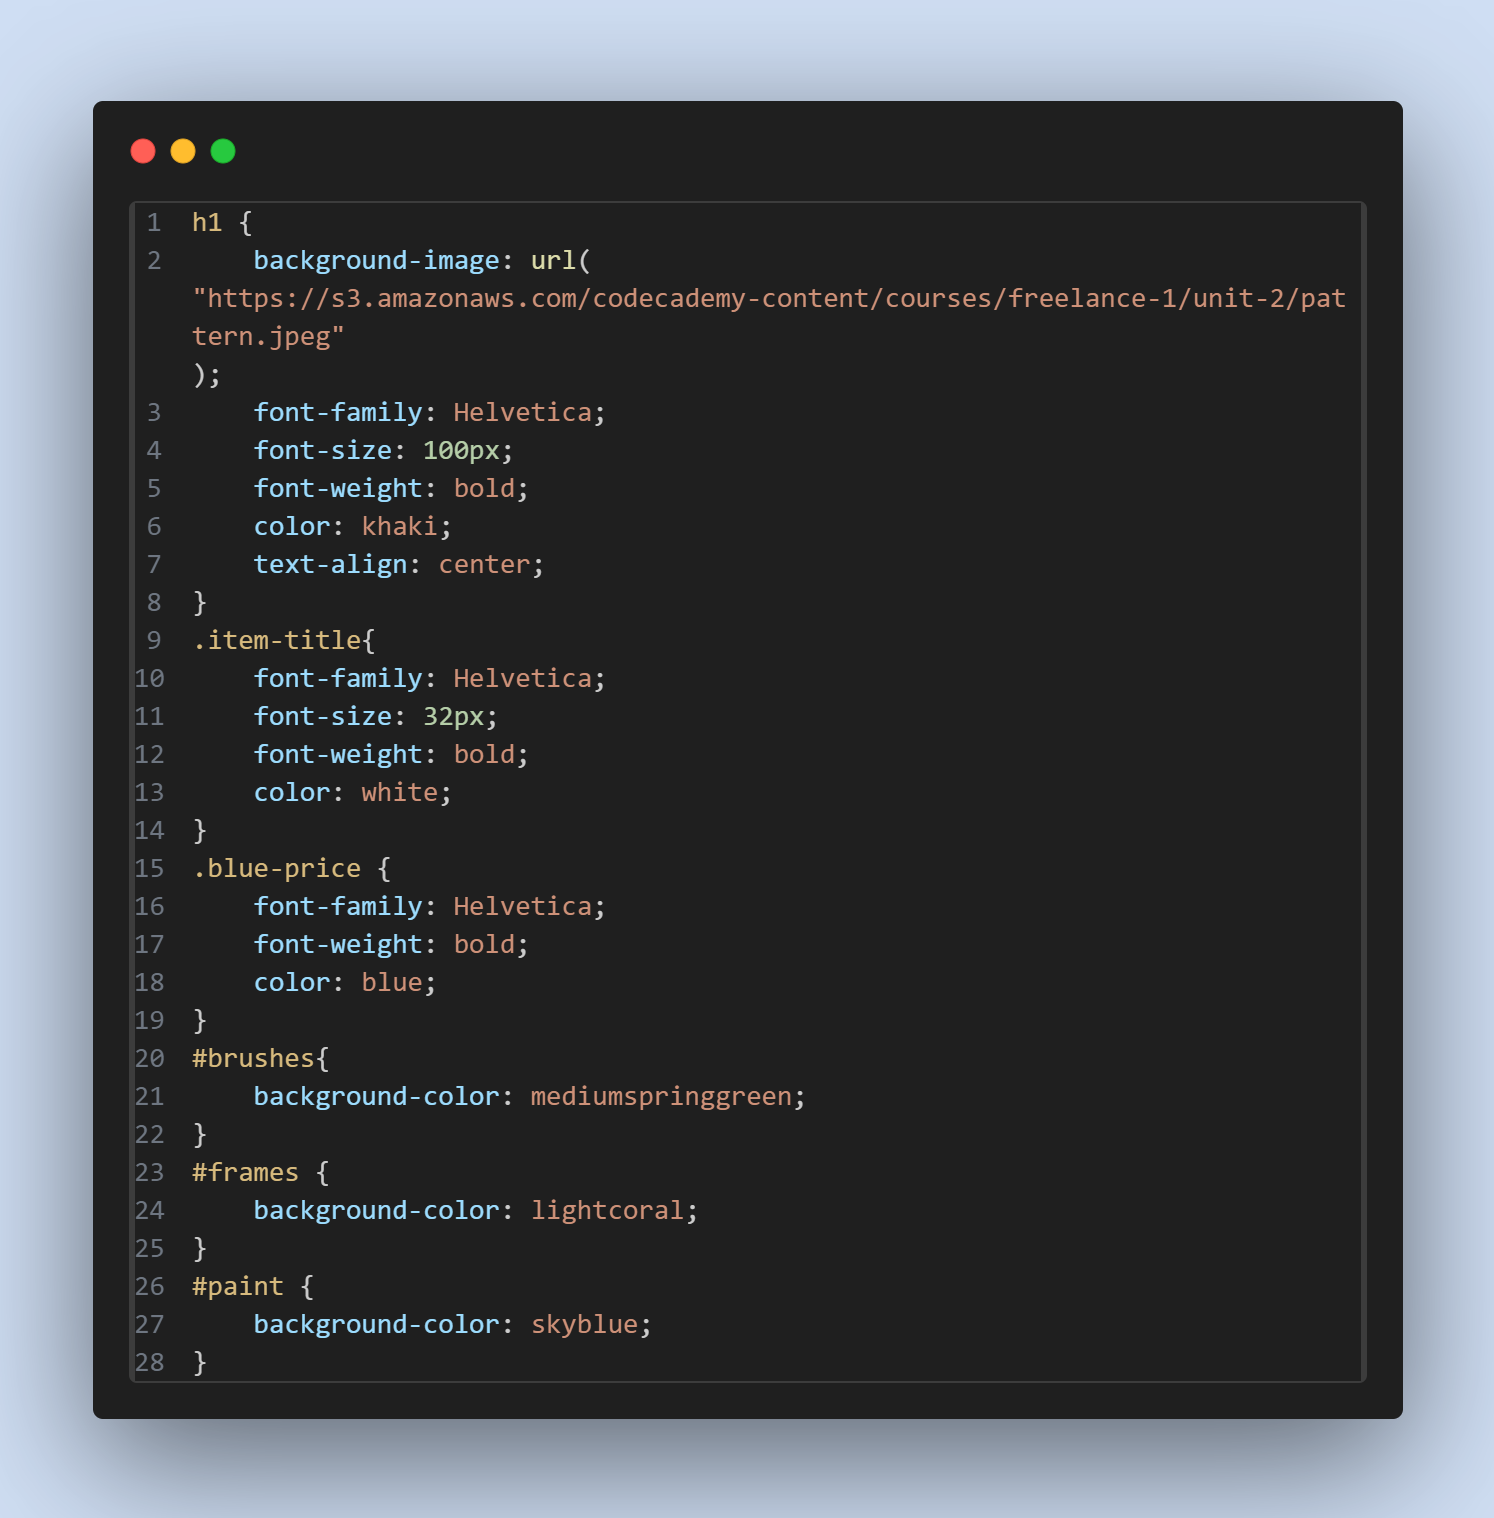 1 h1 {
2     background-image: url(
"https://s3.amazonaws.com/codecademy-content/courses/freelance-1/unit-2/pat
tern.jpeg"
);
3     font-family: Helvetica;
4     font-size: 100px;
5     font-weight: bold;
6     color: khaki;
7     text-align: center;
8 }
9 .item-title{
10     font-family: Helvetica;
11     font-size: 32px;
12     font-weight: bold;
13     color: white;
14 }
15 .blue-price {
16     font-family: Helvetica;
17     font-weight: bold;
18     color: blue;
19 }
20 #brushes{
21     background-color: mediumspringgreen;
22 }
23 #frames {
24     background-color: lightcoral;
25 }
26 #paint {
27     background-color: skyblue;
28 }